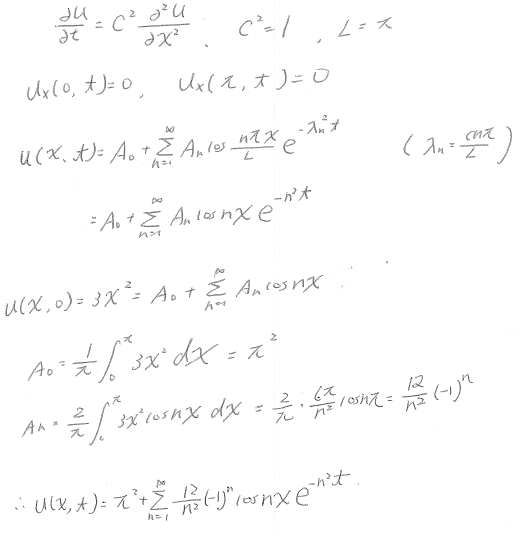 ∂u/∂t = C² ∂²u/∂x² , C²=1 , L=π
Ux(0, t)=0, Ux(π, t)=0
u(x, t)= A₀ + Σ_{n=1}^{∞} Aₙ cos (nπx/L) e^{-λₙ² t} (λₙ = cnπ/L)
= A₀ + Σ_{n=1}^{∞} Aₙ cos nx e^{-n² t}
u(x, 0) = 3x² = A₀ + Σ_{n=1}^{∞} Aₙ cos nx
A₀ = 1/π ∫₀^π 3x² dx = π²
Aₙ = 2/π ∫₀^π 3x² cos nx dx = 2/π · 6π/n² cos nπ = 12/n² (-1)ⁿ
∴ u(x, t) = π² + Σ_{n=1}^{∞} 12/n² (-1)ⁿ cos nx e^{-n² t}